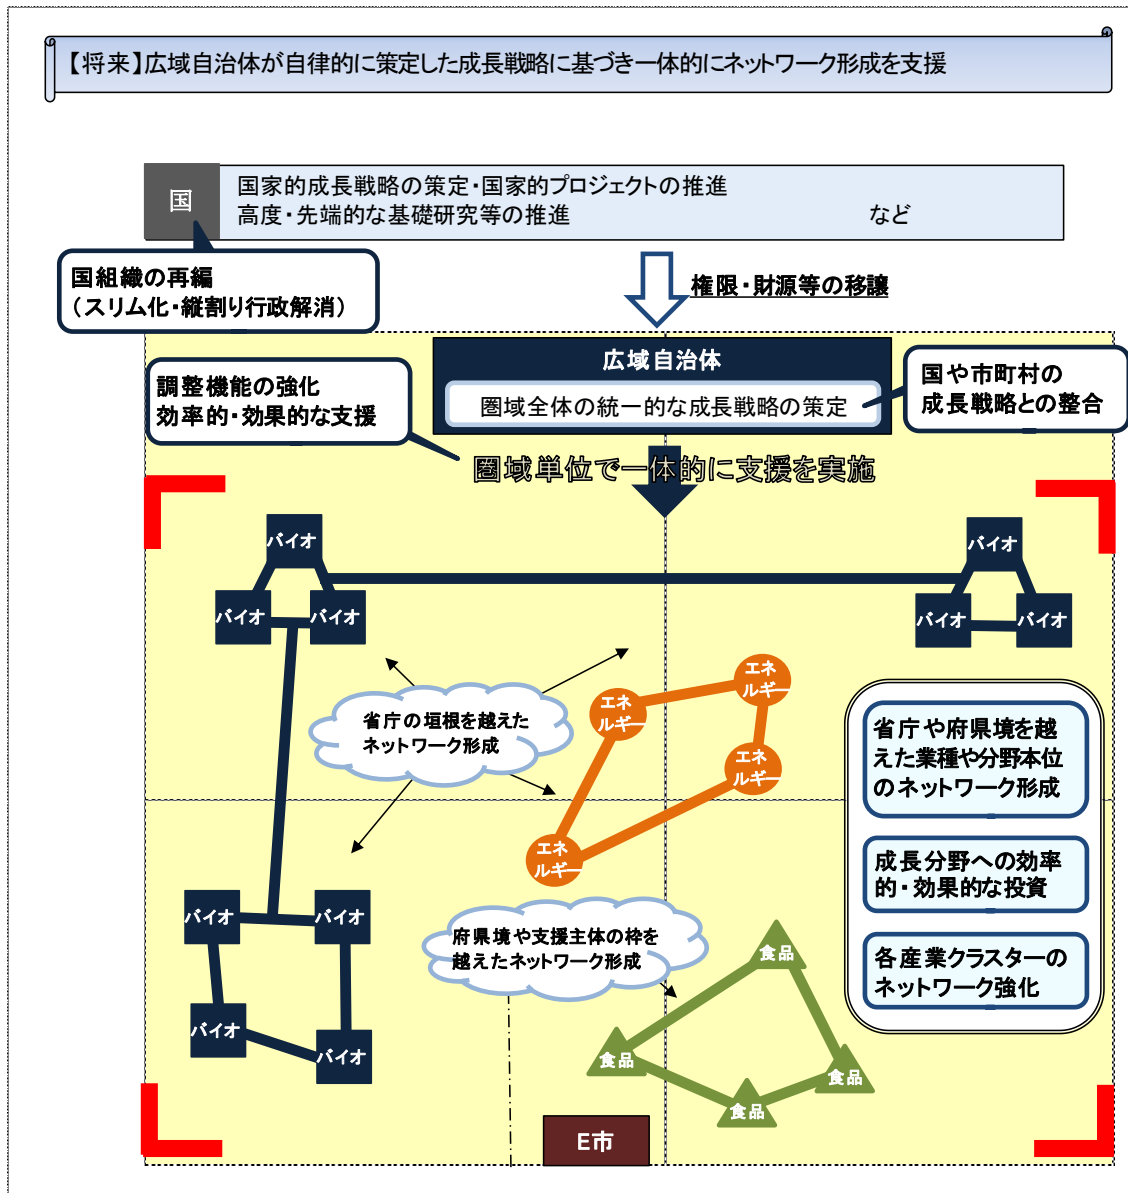 【将来】広域自治体が自律的に策定した成長戦略に基づき一体的にネットワーク形成を支援
国
国家的成長戦略の策定・国家的プロジェクトの推進
高度・先端的な基礎研究等の推進 など
国組織の再編
（スリム化・縦割り行政解消）
権限・財源等の移譲
広域自治体
圏域全体の統一的な成長戦略の策定
国や市町村の
成長戦略との整合
調整機能の強化
効率的・効果的な支援
圏域単位で一体的に支援を実施
バイオ
バイオ
バイオ
バイオ
バイオ
バイオ
エネ
ルギー
エネ
ルギー
エネ
ルギー
エネ
ルギー
省庁の垣根を越えた
ネットワーク形成
省庁や府県境を越
えた業種や分野本位
のネットワーク形成
成長分野への効率
的・効果的な投資
各産業クラスターの
ネットワーク強化
バイオ
バイオ
バイオ
バイオ
府県境や支援主体の枠を
越えたネットワーク形成
食品
食品
食品
食品
E市